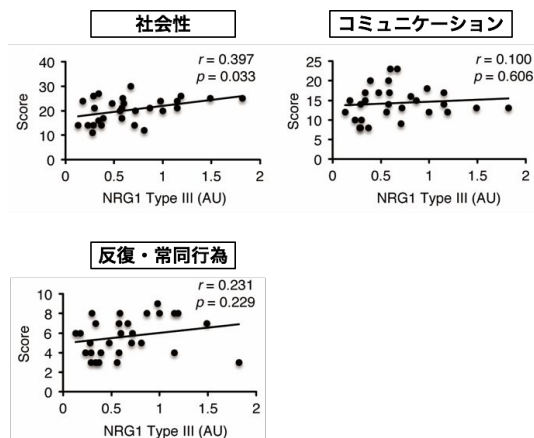 社会性
r = 0.397
p = 0.033
40
30
20
10
0
Score
0 0.5 1 1.5 2
NRG1 Type III (AU)
コミュニケーション
r = 0.100
p = 0.606
25
20
15
10
5
0
Score
0 0.5 1 1.5 2
NRG1 Type III (AU)
反復・常同行為
r = 0.231
p = 0.229
10
8
6
4
2
0
Score
0 0.5 1 1.5 2
NRG1 Type III (AU)